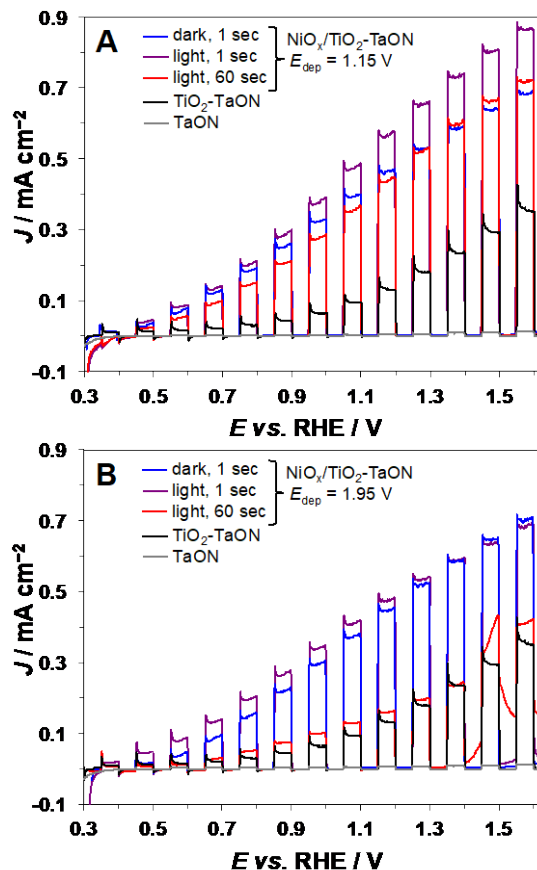 A
dark, 1 sec
light, 1 sec
light, 60 sec
TiO₂-TaON
TaON
NiOₓ/TiO₂-TaON
E_dep = 1.15 V
J / mA cm⁻²
0.9
0.7
0.5
0.3
0.1
-0.1
0.3 0.5 0.7 0.9 1.1 1.3 1.5
E vs. RHE / V
B
dark, 1 sec
light, 1 sec
light, 60 sec
TiO₂-TaON
TaON
NiOₓ/TiO₂-TaON
E_dep = 1.95 V
J / mA cm⁻²
0.9
0.7
0.5
0.3
0.1
-0.1
0.3 0.5 0.7 0.9 1.1 1.3 1.5
E vs. RHE / V